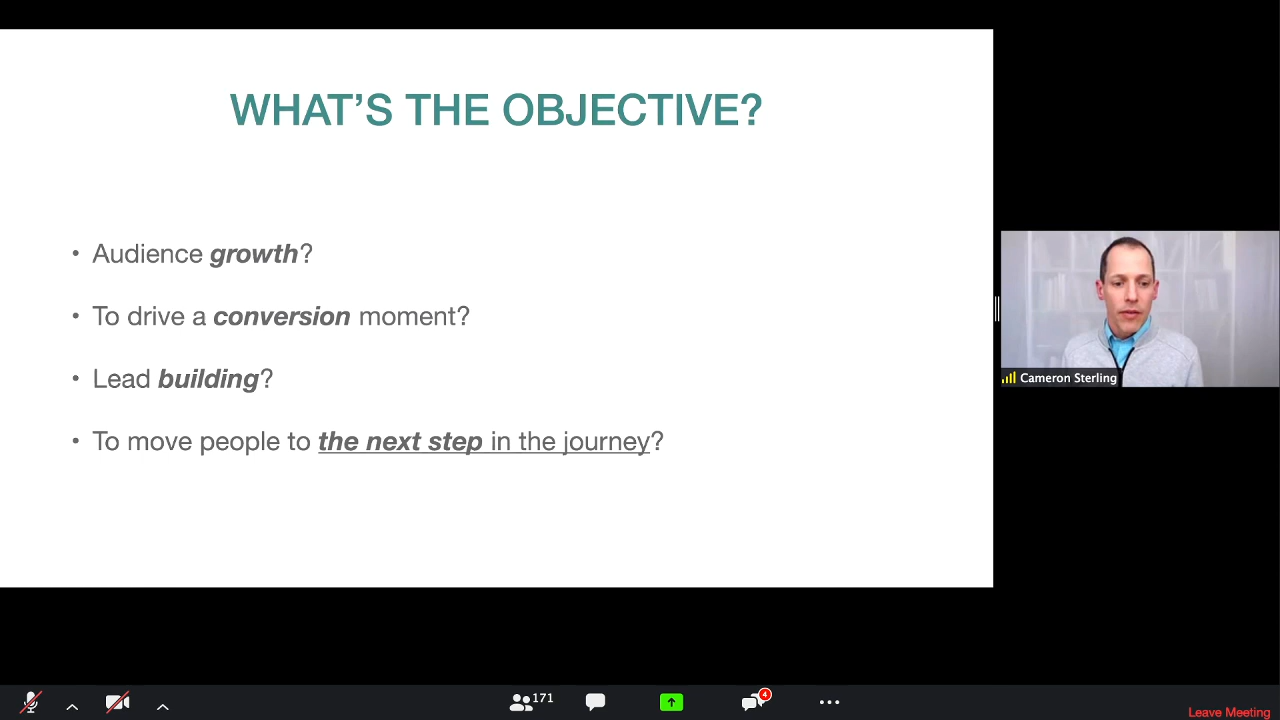 WHAT’S THE OBJECTIVE?
• Audience growth?
• To drive a conversion moment?
• Lead building?
• To move people to the next step in the journey?
Cameron Sterling
171
4
Leave Meeting